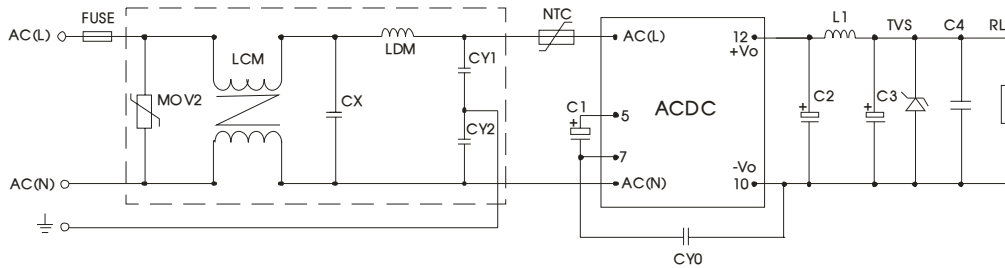 FUSE
AC(L)
MOV2
LCM
CX
LDM
CY1
CY2
NTC
AC(L)
12
+Vo
C1
+
5
ACDC
7
AC(N)
-Vo
10
L1
TVS
C4
RL
+
C2
+
C3
AC(N)
CY0